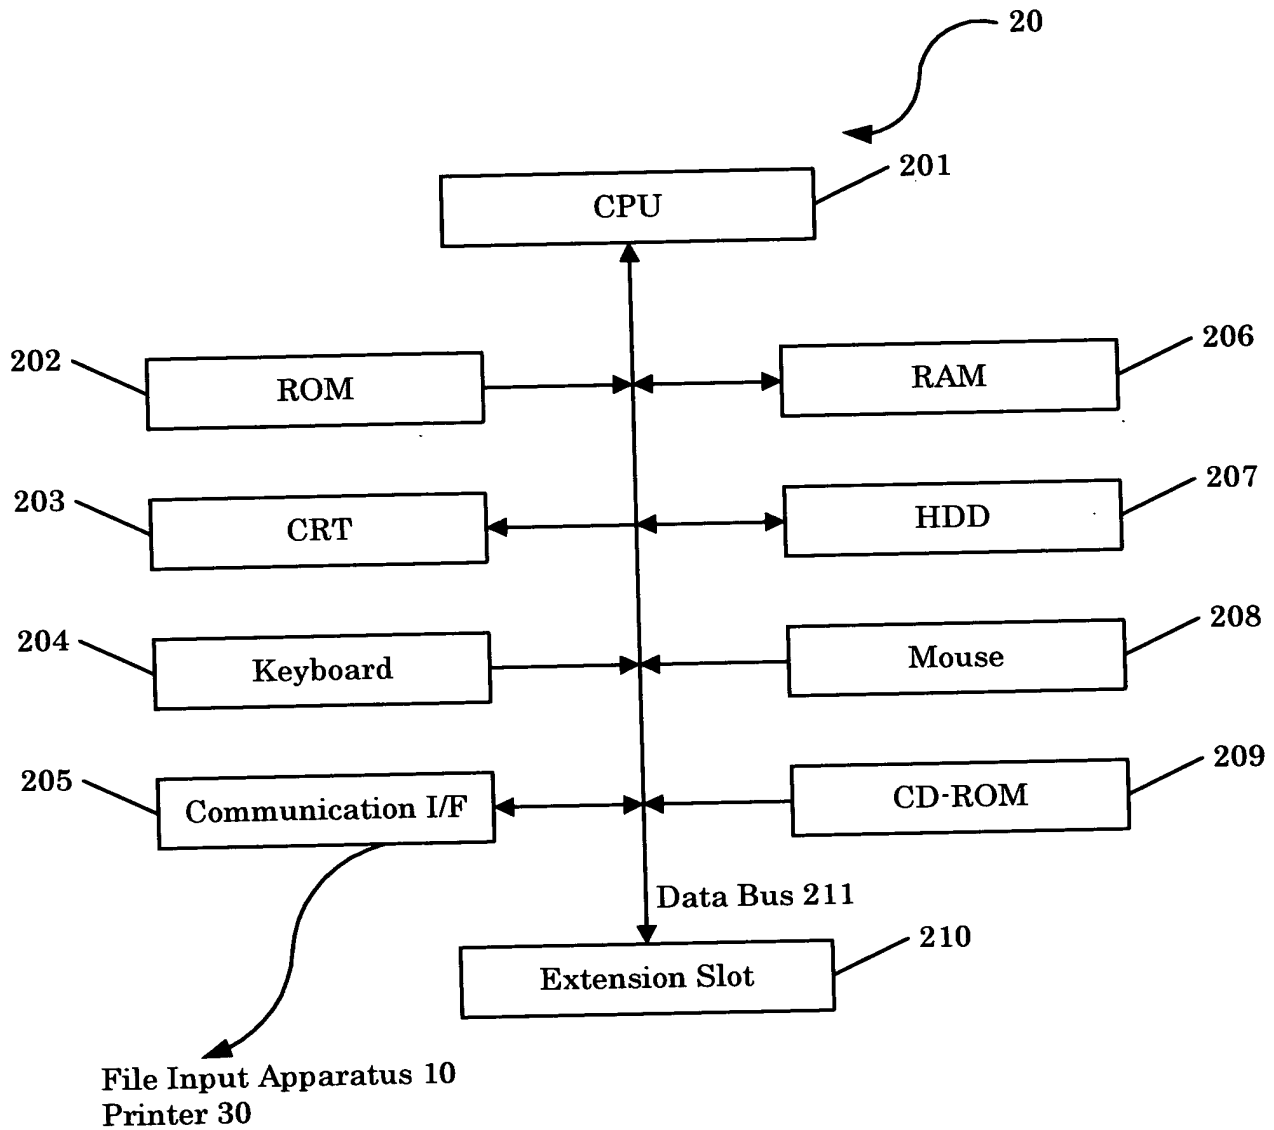 20
201
CPU
202
ROM
206
RAM
203
CRT
207
HDD
204
Keyboard
208
Mouse
205
Communication I/F
209
CD-ROM
Data Bus 211
210
Extension Slot
File Input Apparatus 10
Printer 30